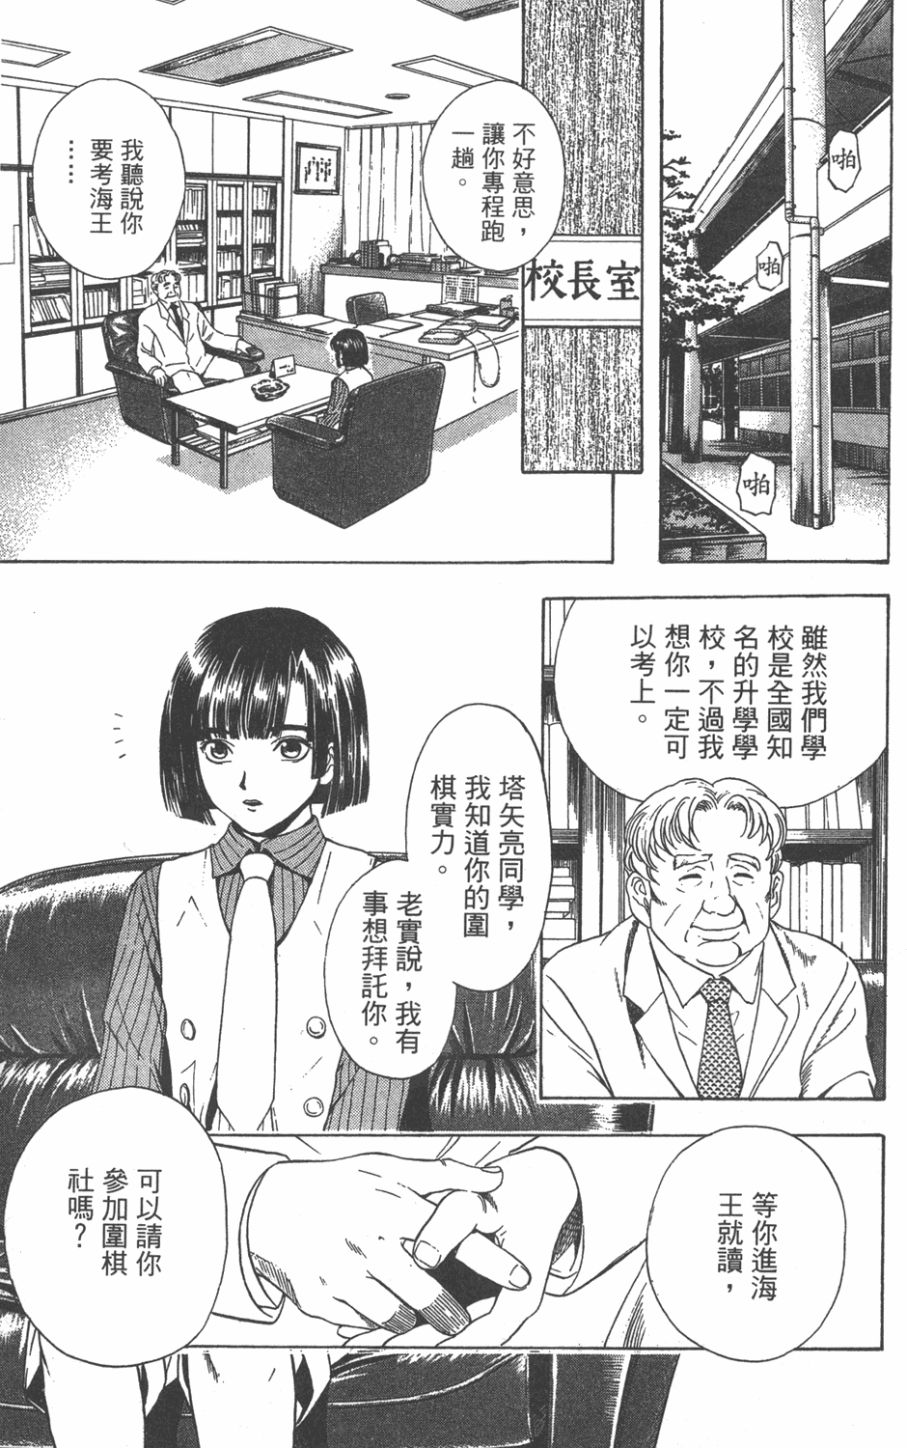 啪
啪
啪
校長室
不好意思，
讓你專程跑
一趟。
我聽說你
要考海王
……
雖然我們學
校是全國知
名的升學學
校，不過我
想你一定可
以考上。
塔矢亮同學，
我知道你的圍
棋實力。
老實說，我有
事想拜託你。
等你進海
王就讀，
可以請你
參加圍棋
社嗎？